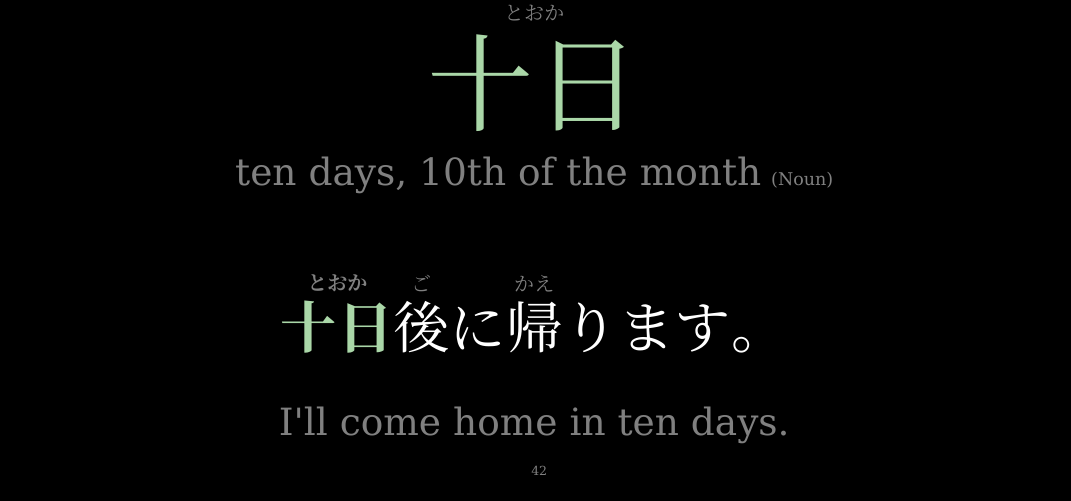 とおか
十日
ten days, 10th of the month (Noun)
とおか ご かえ
十日後に帰ります。
I'll come home in ten days.
42